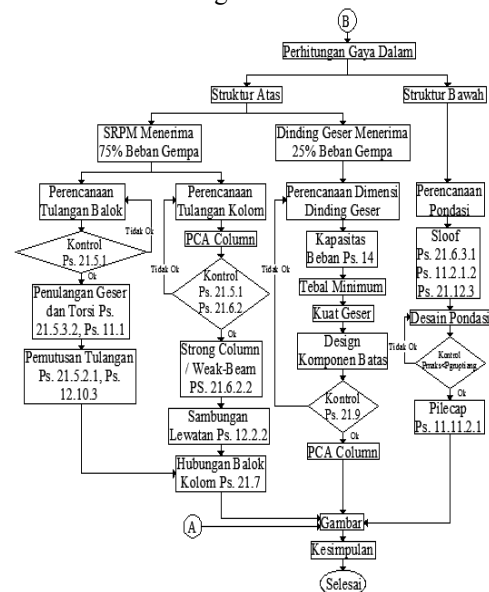 B
Perhitungan Gaya Dalam
Struktur Atas
Struktur Bawah
SRPM Menerima
75% Beban Gempa
Dinding Geser Menerima
25% Beban Gempa
Perencanaan
Tulangan Balok
Tidak Ok
Kontrol
Ps. 21.5.1
Ok
Penulangan Geser
dan Torsi Ps.
21.5.3.2, Ps. 11.1
Pemutusan Tulangan
Ps. 21.5.2.1, Ps.
12.10.3
Perencanaan
Tulangan Kolom
PCA Column
Tidak Ok
Kontrol
Ps. 21.5.1
Ps. 21.6.2
Ok
Strong Column
/ Weak-Beam
PS. 21.6.2.2
Sambungan
Lewatan Ps. 12.2.2
Hubungan Balok
Kolom Ps. 21.7
Perencanaan Dimensi
Dinding Geser
Kapasitas
Beban Ps. 14
Tidak Ok
Tebal Minimum
Kuat Geser
Design
Komponen Batas
Kontrol
Ps. 21.9
Ok
PCA Column
Perencanaan
Pondasi
Sloof
Ps. 21.6.3.1
Ps. 11.2.1.2
Ps. 21.12.3
Desain Pondasi
Tidak Ok
Kontrol
Ok
Pilecap
Ps. 11.11.2.1
A
Gambar
Kesimpulan
Selesai